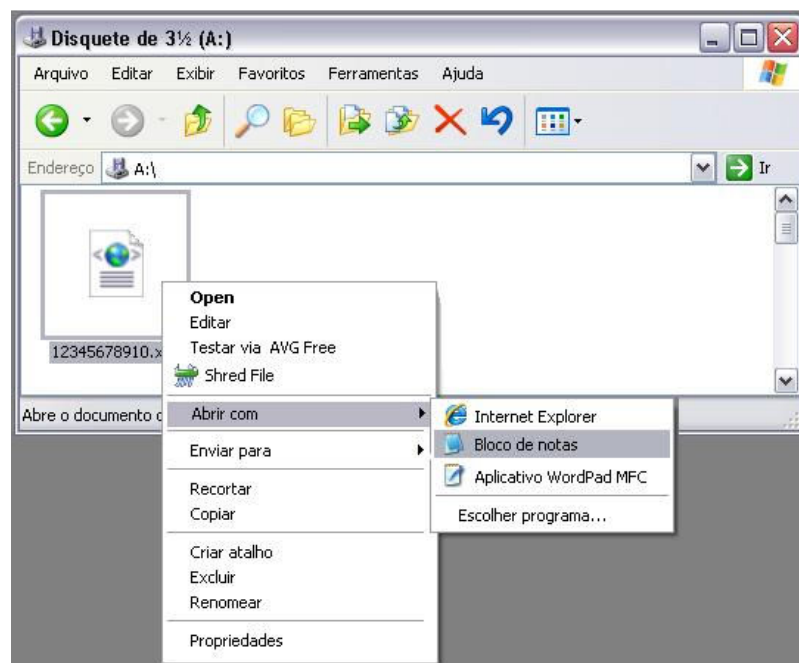 Disquete de 3½ (A:)
Arquivo Editar Exibir Favoritos Ferramentas Ajuda
Endereço A:\ Ir
12345678910.x
Open
Editar
Testar via AVG Free
Shred File
Abre o documento
Abrir com
Internet Explorer
Bloco de notas
Aplicativo WordPad MFC
Escolher programa...
Enviar para
Recortar
Copiar
Criar atalho
Excluir
Renomear
Propriedades